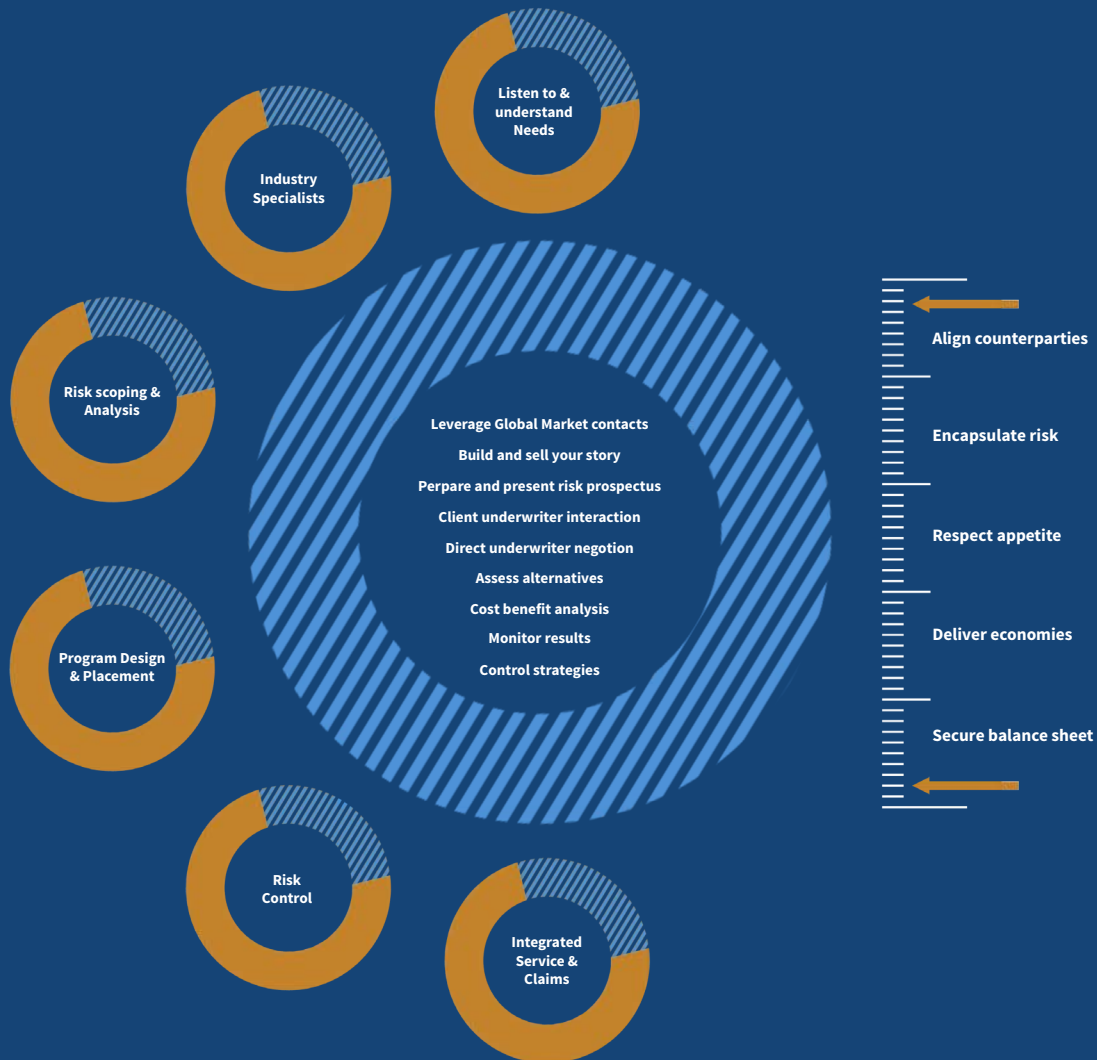 Listen to &
understand
Needs
Industry
Specialists
Risk scoping &
Analysis
Program Design
& Placement
Risk
Control
Integrated
Service &
Claims
Leverage Global Market contacts
Build and sell your story
Perpare and present risk prospectus
Client underwriter interaction
Direct underwriter negotion
Assess alternatives
Cost benefit analysis
Monitor results
Control strategies
Align counterparties
Encapsulate risk
Respect appetite
Deliver economies
Secure balance sheet